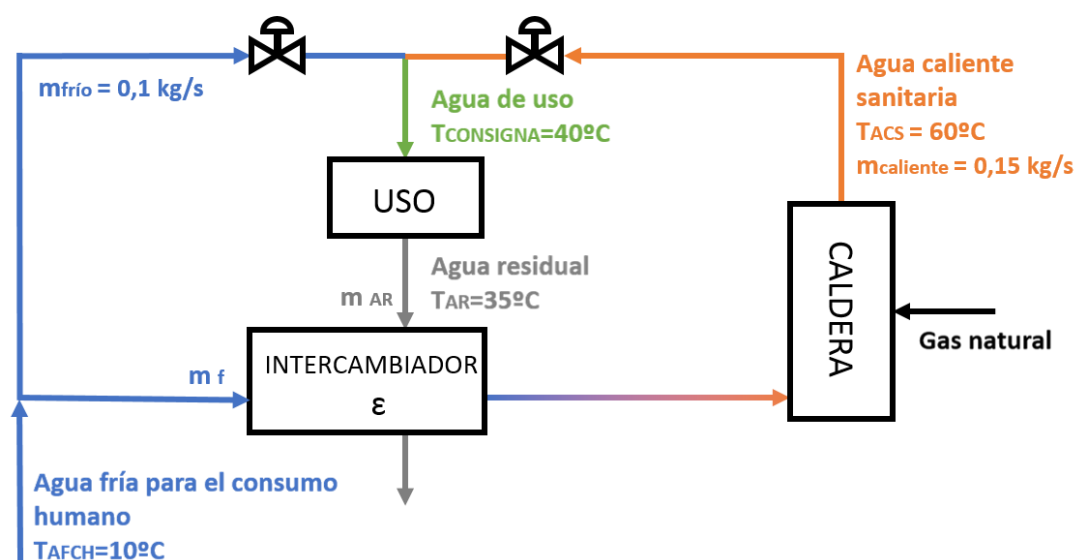 mfrío = 0,1 kg/s
Agua de uso
TCONSIGNA=40ºC
Agua caliente
sanitaria
TACS = 60ºC
mcaliente = 0,15 kg/s
USO
CALDERA
Agua residual
TAR=35ºC
m AR
Gas natural
INTERCAMBIADOR
ε
m f
Agua fría para el consumo
humano
TAFCH=10ºC